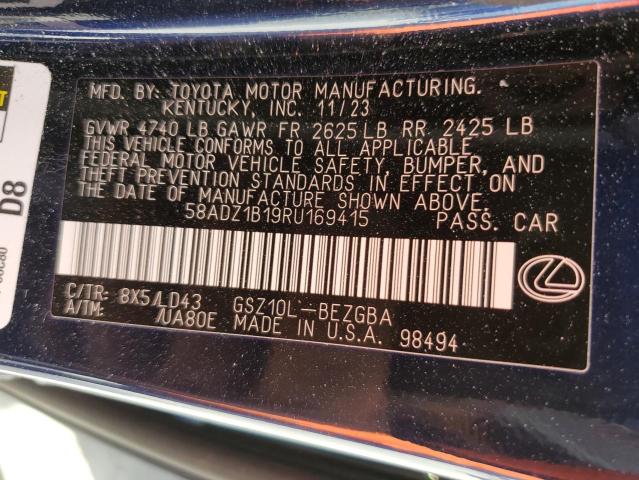 MFD. BY: TOYOTA MOTOR MANUFACTURING.
KENTUCKY, INC. 11/23
GVWR 4740 LB GAWR FR 2625 LB RR 2425 LB
THIS VEHICLE CONFORMS TO ALL APPLICABLE
FEDERAL MOTOR VEHICLE SAFETY, BUMPER, AND
THEFT PREVENTION STANDARDS IN EFFECT ON
THE DATE OF MANUFACTURE SHOWN ABOVE.
58ADZ1B19RU169415 PASS. CAR
C/TR: 8X5/LD43 GSZ10L-BEZGBA
A/TM: /UA80E MADE IN U.S.A. 98494
D8